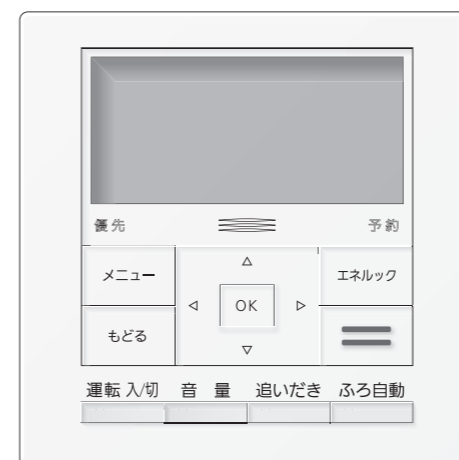 優先 予約
メニュー エネルック
OK
もどる
運転 入/切 音 量 追いだき ふろ自動